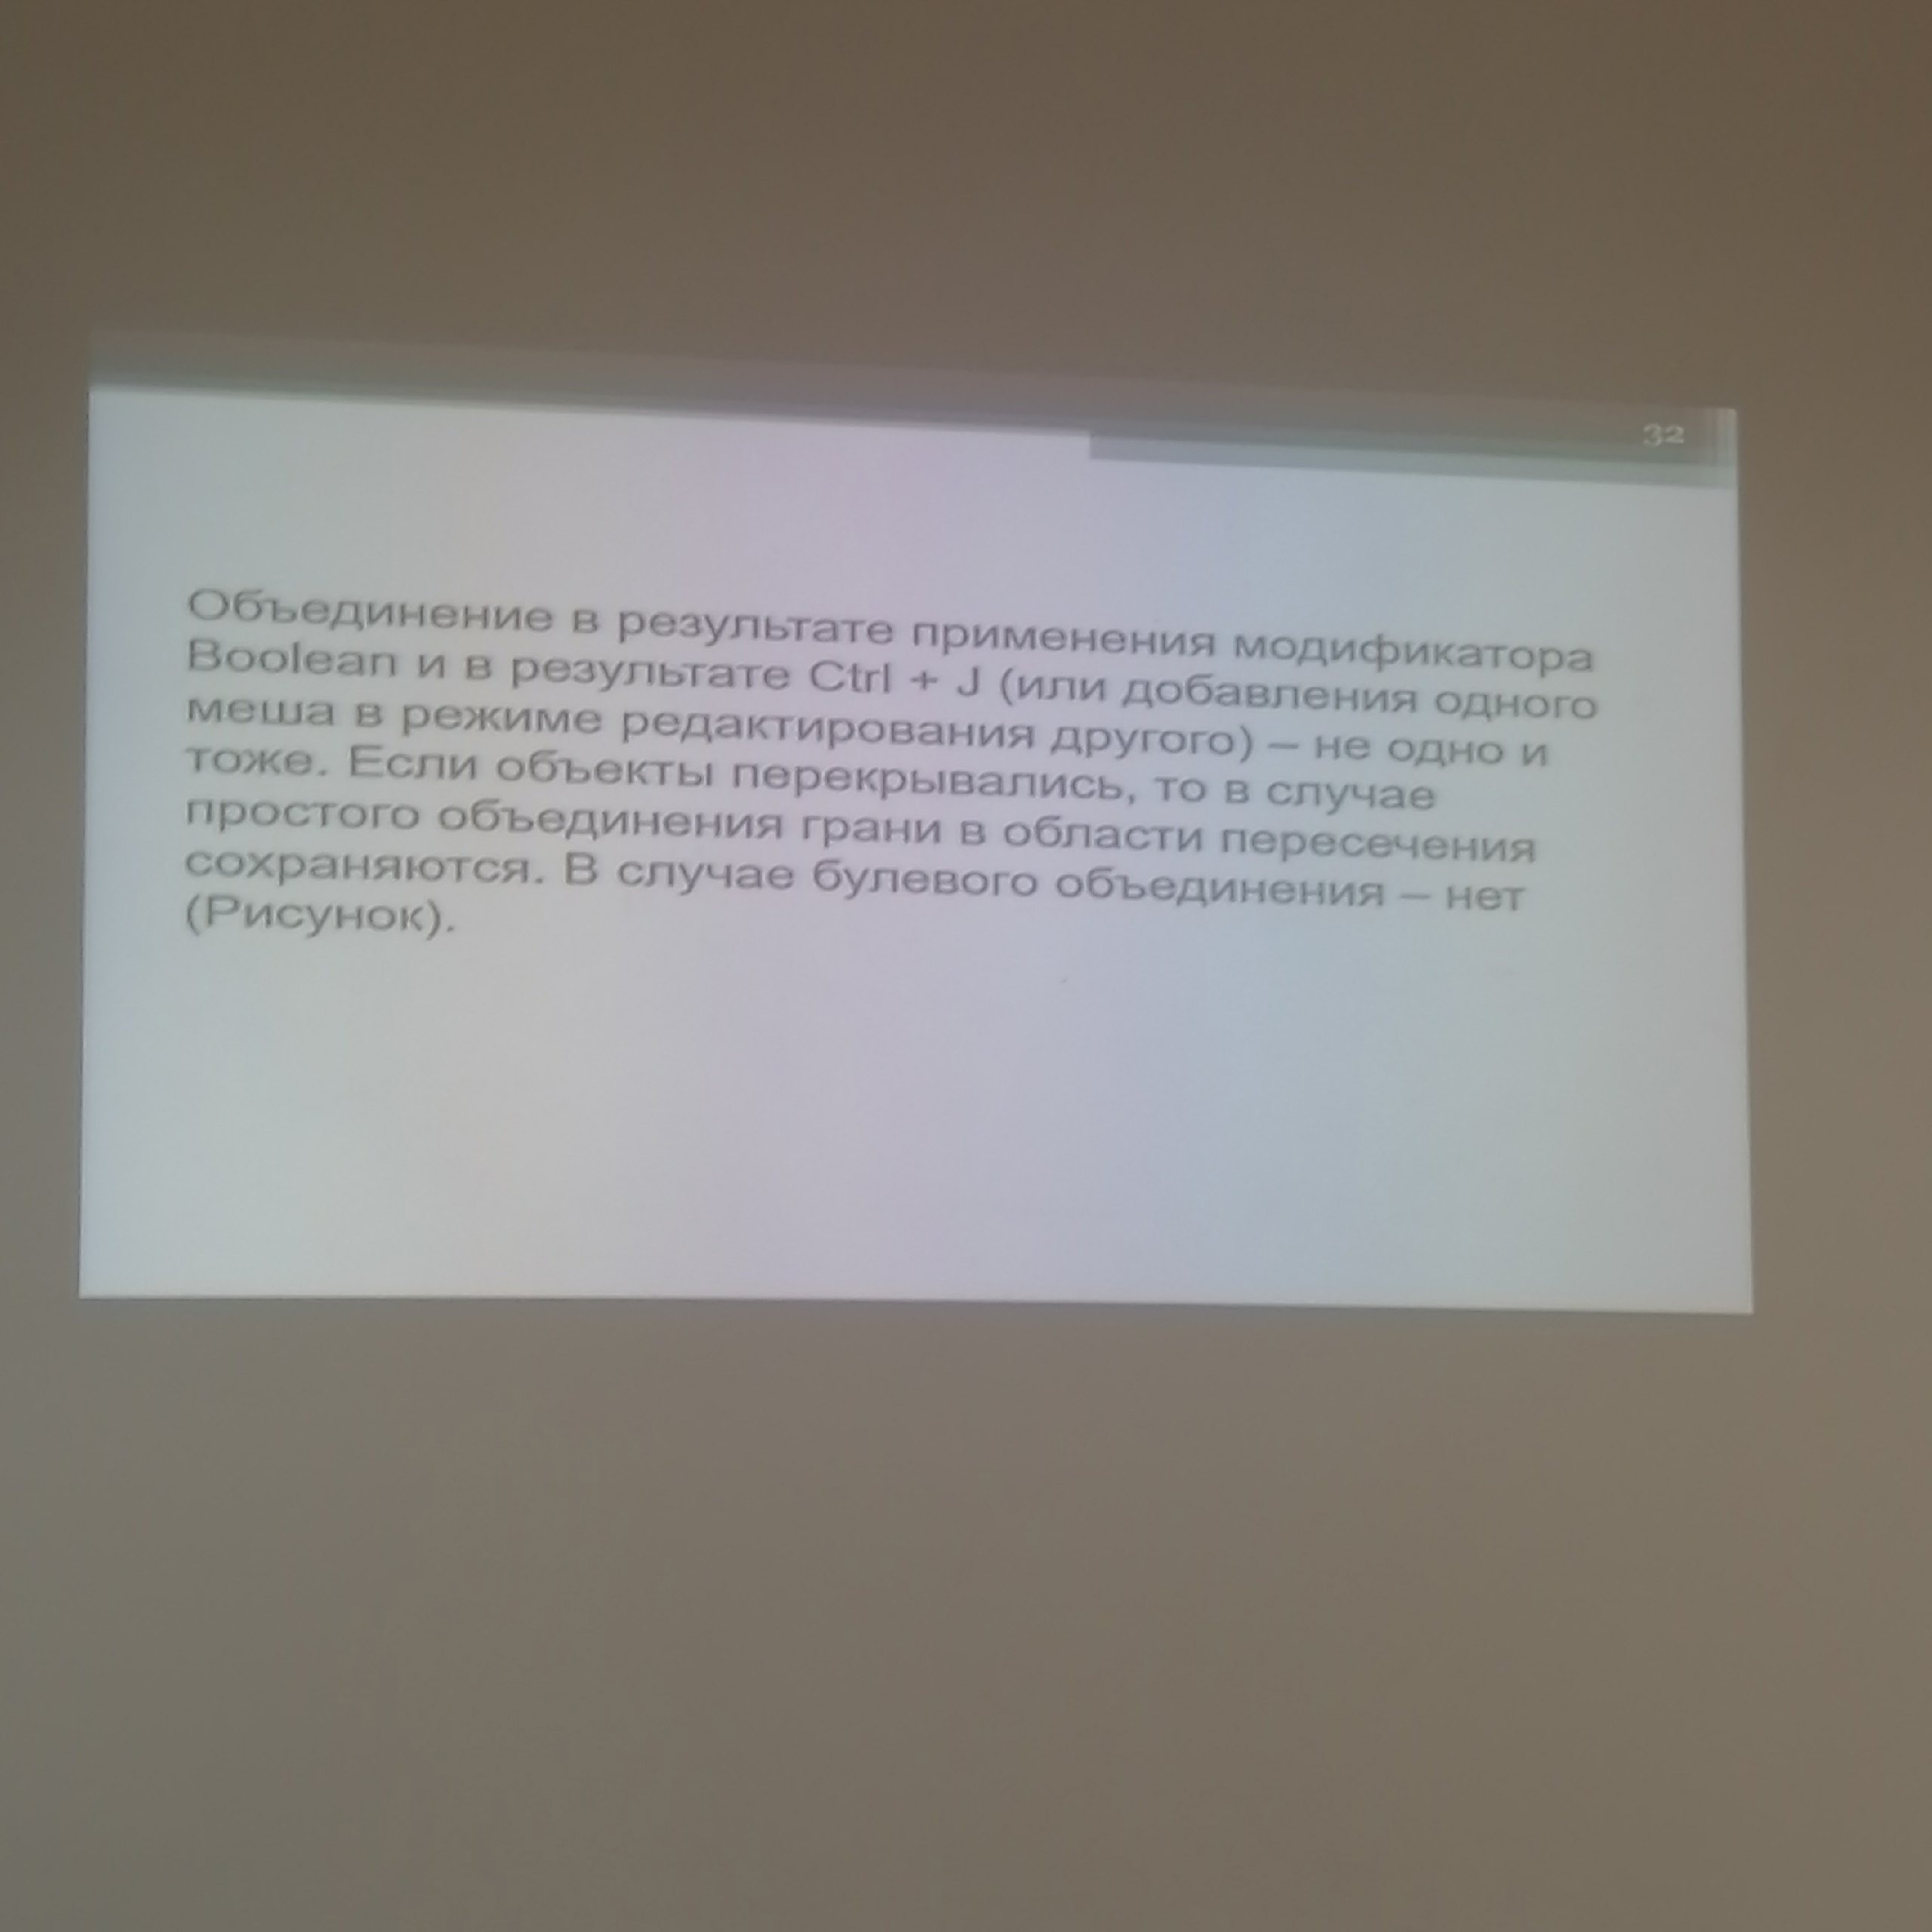 32
Объединение в результате применения модификатора
Boolean и в результате Ctrl + J (или добавления одного
меша в режиме редактирования другого) – не одно и
тоже. Если объекты перекрывались, то в случае
простого объединения грани в области пересечения
сохраняются. В случае булевого объединения – нет
(Рисунок).